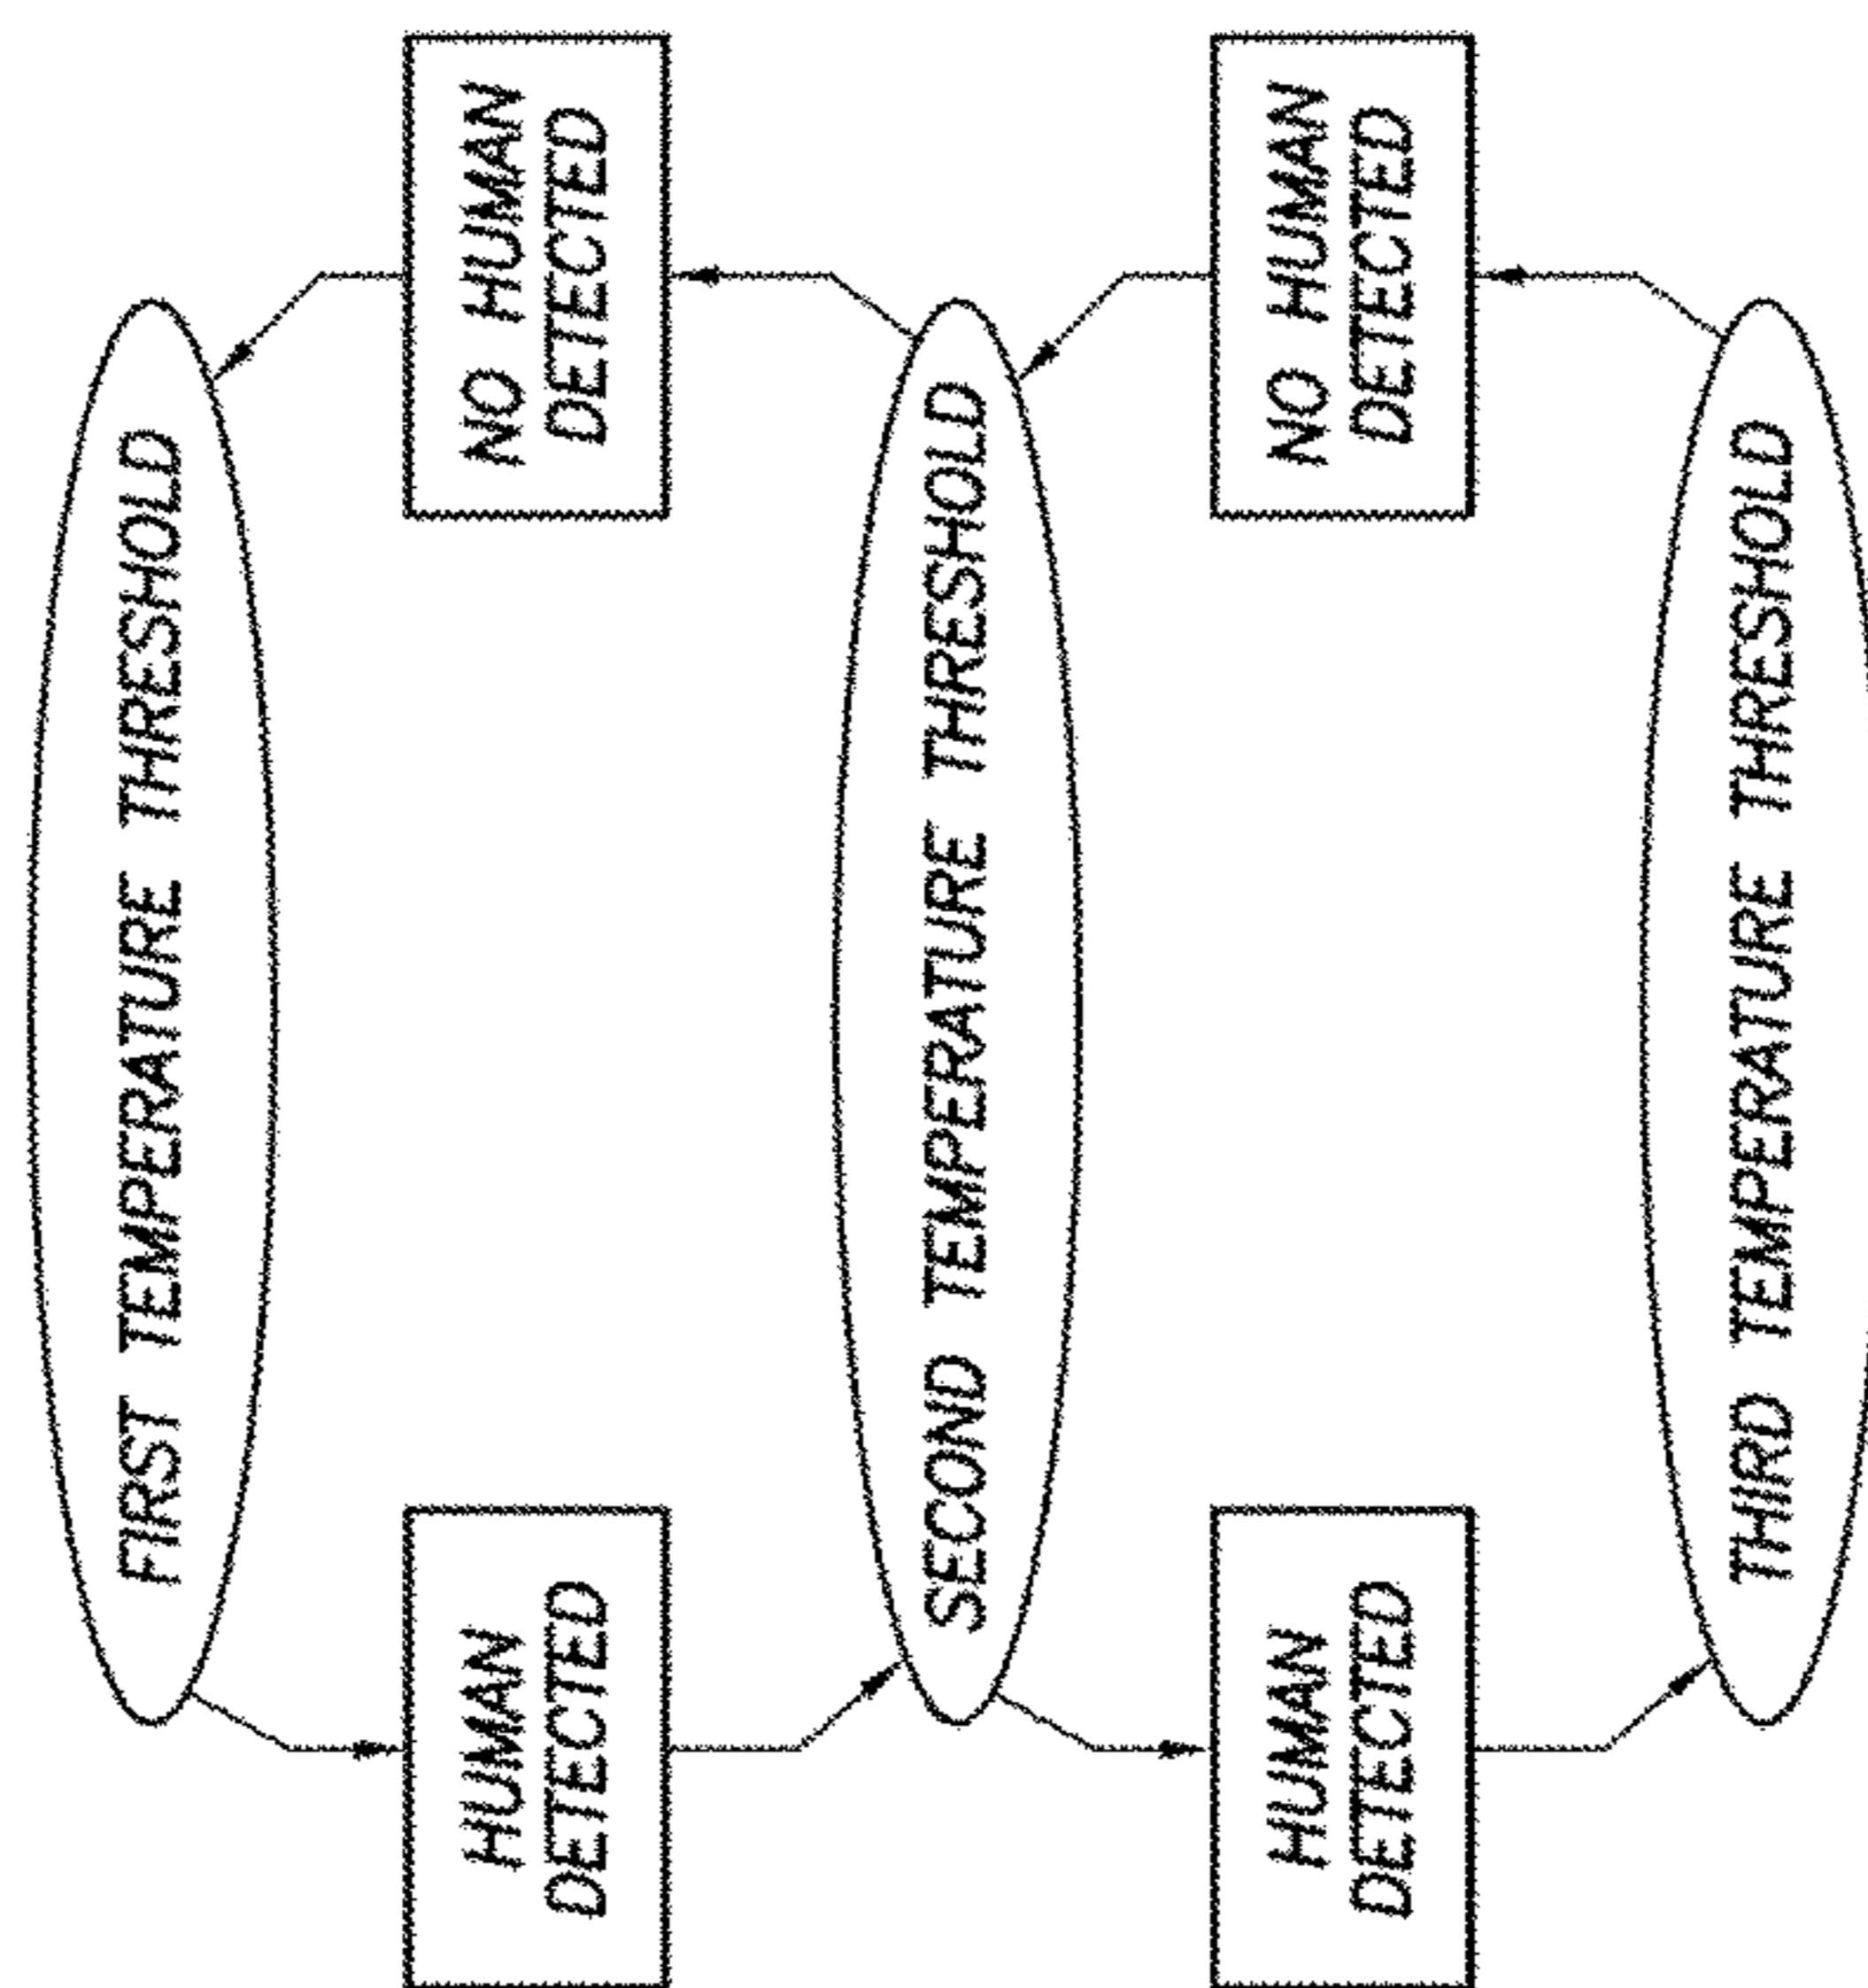 FIRST TEMPERATURE THRESHOLD
HUMAN
DETECTED
NO HUMAN
DETECTED
SECOND TEMPERATURE THRESHOLD
HUMAN
DETECTED
NO HUMAN
DETECTED
THIRD TEMPERATURE THRESHOLD